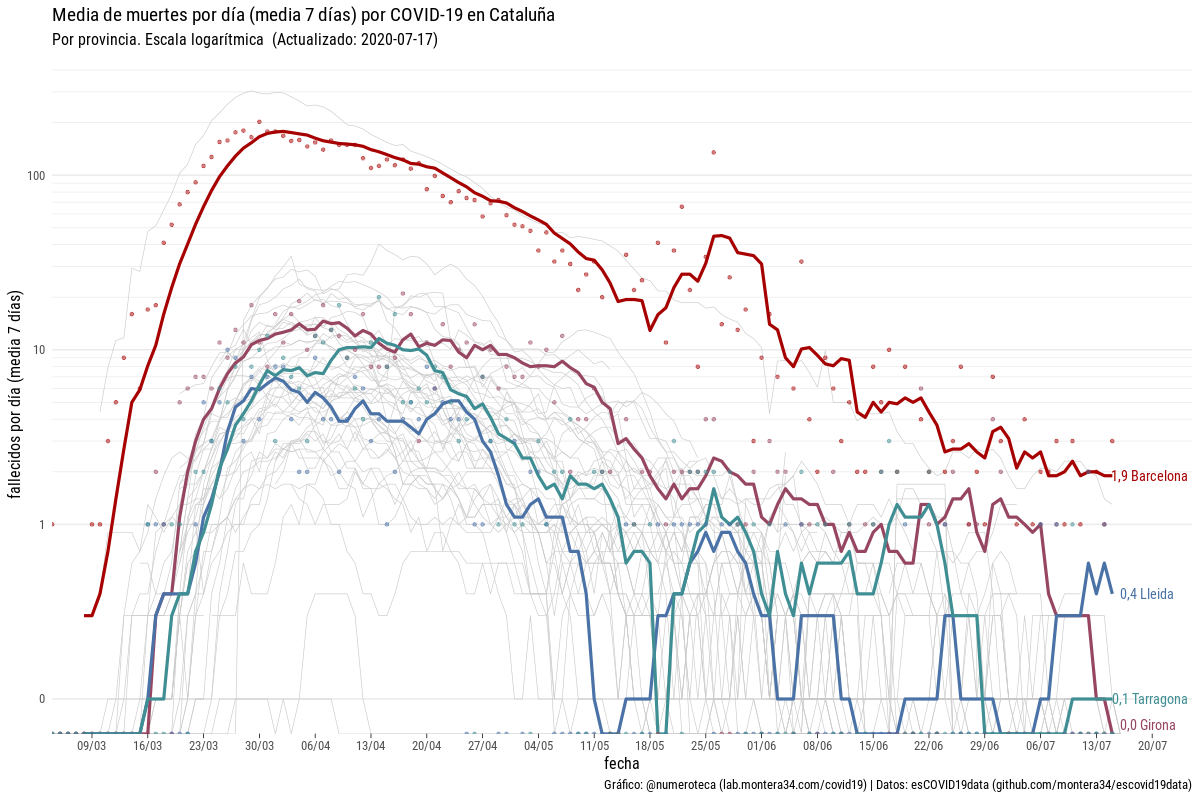 Media de muertes por día (media 7 días) por COVID-19 en Cataluña
Por provincia. Escala logarítmica  (Actualizado: 2020-07-17)
fallecidos por día (media  7 días)
100
10
1
0
1,9 Barcelona
0,4 Lleida
0,1 Tarragona
0,0 Girona
09/03 16/03 23/03 30/03 06/04 13/04 20/04 27/04 04/05 11/05 18/05 25/05 01/06 08/06 15/06 22/06 29/06 06/07 13/07 20/07
fecha
Gráfico: @numeroteca (lab.montera34.com/covid19) | Datos: esCOVID19data (github.com/montera34/escovid19data)